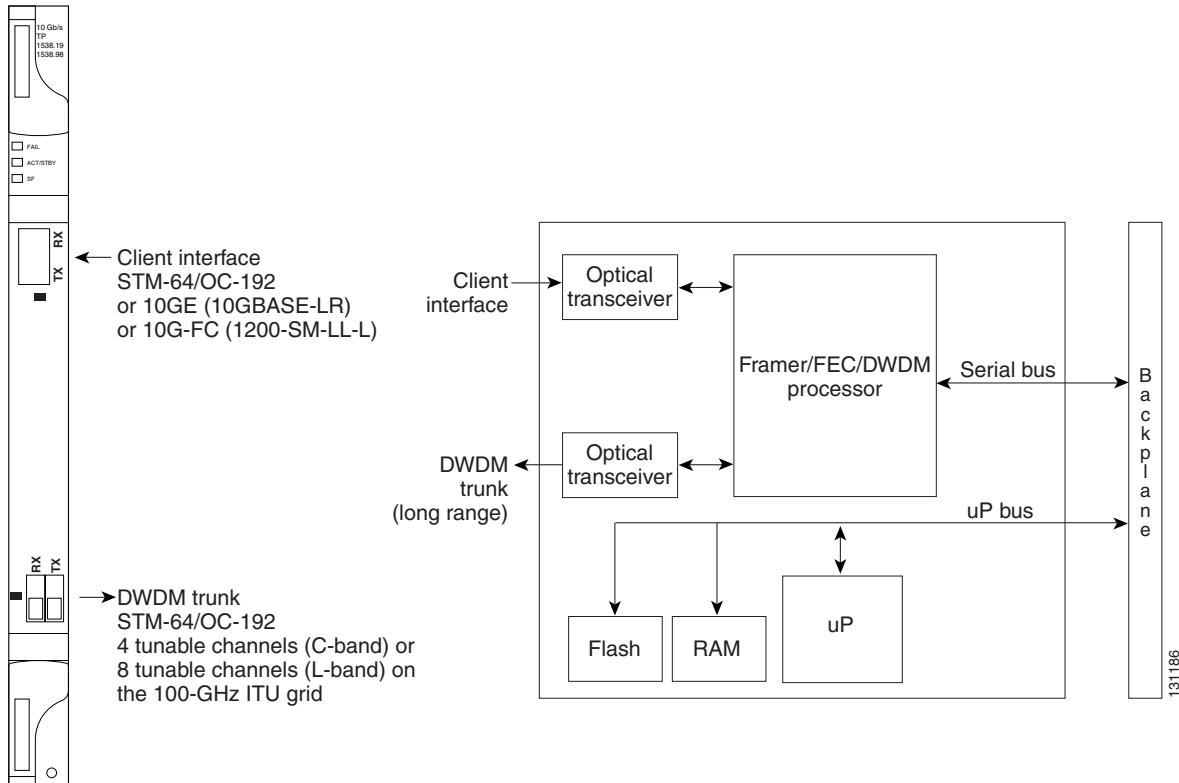 10 Gb/s
TP
1538.19
1538.98
FAIL
ACT/STBY
SF
RX
TX
Client interface
STM-64/OC-192
or 10GE (10GBASE-LR)
or 10G-FC (1200-SM-LL-L)
RX
TX
DWDM trunk
STM-64/OC-192
4 tunable channels (C-band) or
8 tunable channels (L-band) on
the 100-GHz ITU grid
Client
interface
Optical
transceiver
Framer/FEC/DWDM
processor
Serial bus
DWDM
trunk
(long range)
Optical
transceiver
uP bus
Flash
RAM
uP
Backplane
131186